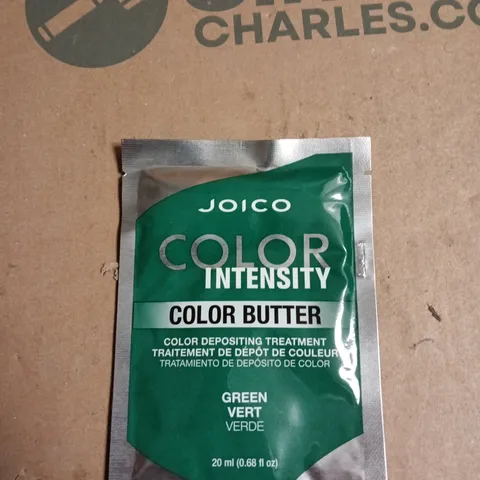 CHARLES.CO
JOICO
COLOR
INTENSITY
COLOR BUTTER
COLOR DEPOSITING TREATMENT
TRAITEMENT DE DÉPÔT DE COULEUR
TRATAMIENTO DE DEPÓSITO DE COLOR
GREEN
VERT
VERDE
20 ml (0.68 fl oz)